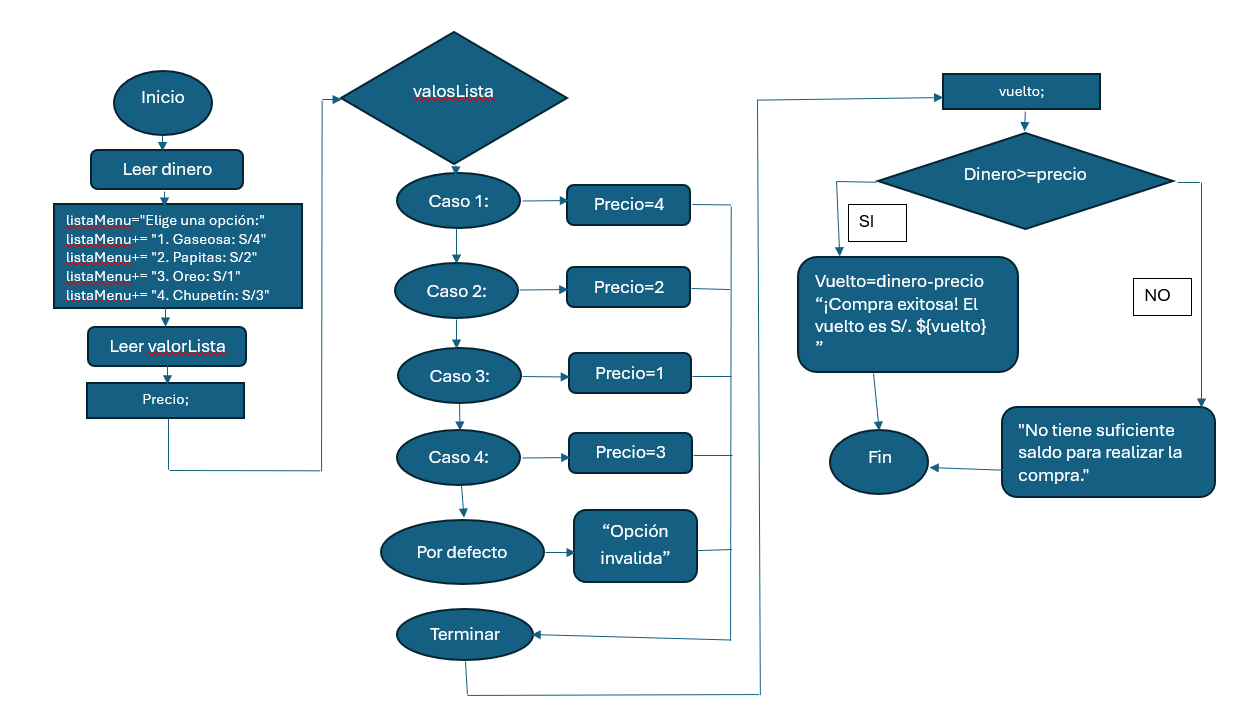 Inicio
Leer dinero
listaMenu="Elige una opción:"
listaMenu+= "1. Gaseosa: S/4"
listaMenu+= "2. Papitas: S/2"
listaMenu+= "3. Oreo: S/1"
listaMenu+= "4. Chupetín: S/3"
Leer valorLista
Precio;
valosLista
Caso 1:
Precio=4
Caso 2:
Precio=2
Caso 3:
Precio=1
Caso 4:
Precio=3
Por defecto
“Opción
invalida”
Terminar
vuelto;
Dinero>=precio
SI
Vuelto=dinero-precio
“¡Compra exitosa! El
vuelto es S/. ${vuelto}
”
NO
"No tiene suficiente
saldo para realizar la
compra."
Fin